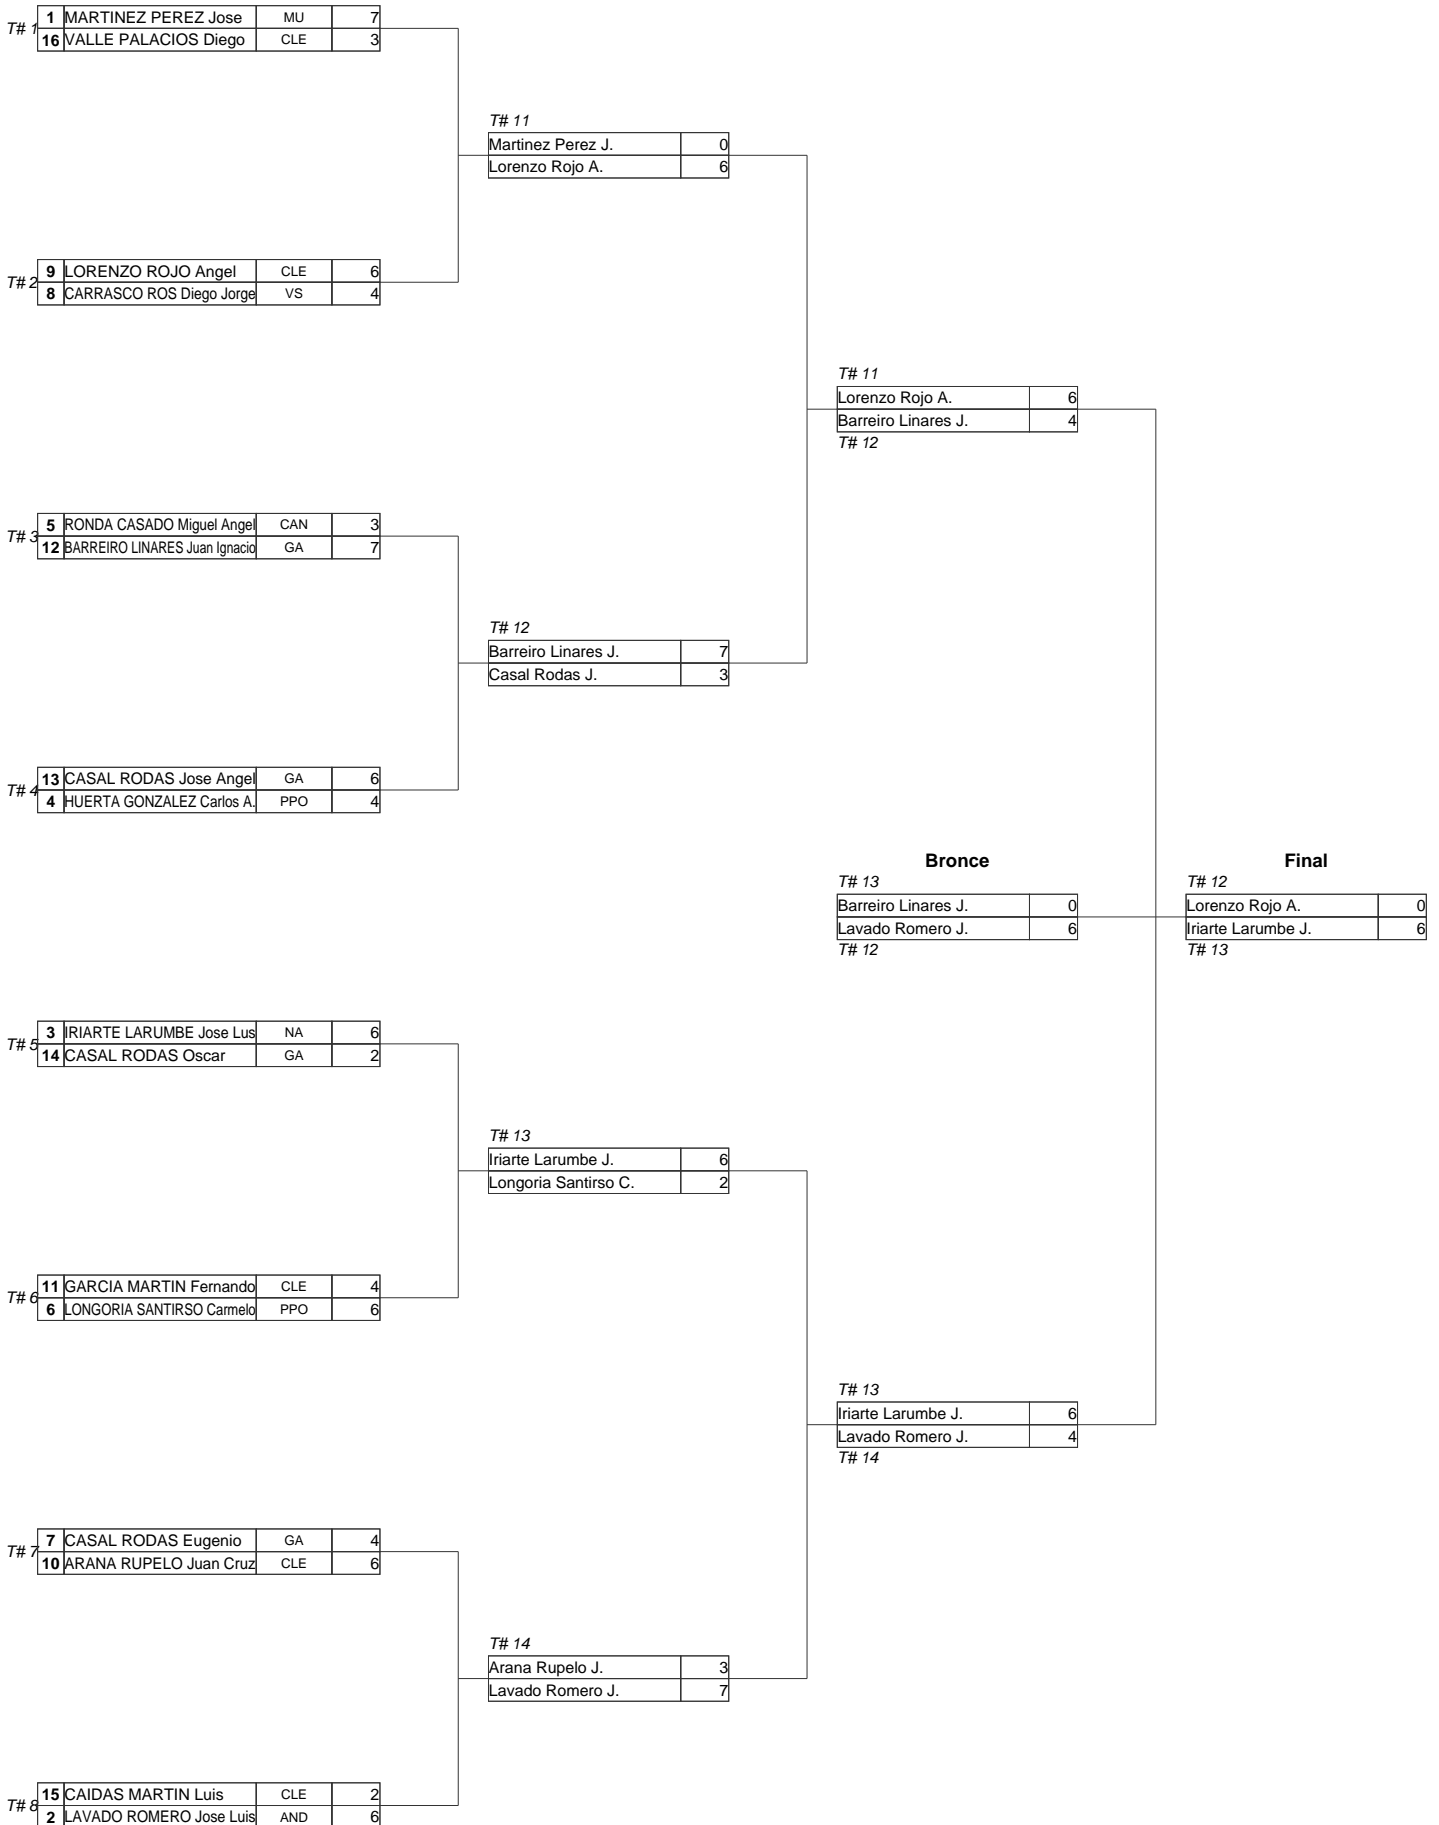 T# 1
1 MARTINEZ PEREZ Jose MU 7
16 VALLE PALACIOS Diego CLE 3
T# 11
Martinez Perez J. 0
Lorenzo Rojo A. 6
T# 2
9 LORENZO ROJO Angel CLE 6
8 CARRASCO ROS Diego Jorge VS 4
T# 11
Lorenzo Rojo A. 6
Barreiro Linares J. 4
T# 12
T# 3
5 RONDA CASADO Miguel Angel CAN 3
12 BARREIRO LINARES Juan Ignacio GA 7
T# 12
Barreiro Linares J. 7
Casal Rodas J. 3
T# 4
13 CASAL RODAS Jose Angel GA 6
4 HUERTA GONZALEZ Carlos A. PPO 4
Bronce
T# 13
Barreiro Linares J. 0
Lavado Romero J. 6
T# 12
Final
T# 12
Lorenzo Rojo A. 0
Iriarte Larumbe J. 6
T# 13
T# 5
3 IRIARTE LARUMBE Jose Lus NA 6
14 CASAL RODAS Oscar GA 2
T# 13
Iriarte Larumbe J. 6
Longoria Santirso C. 2
T# 6
11 GARCIA MARTIN Fernando CLE 4
6 LONGORIA SANTIRSO Carmelo PPO 6
T# 13
Iriarte Larumbe J. 6
Lavado Romero J. 4
T# 14
T# 7
7 CASAL RODAS Eugenio GA 4
10 ARANA RUPELO Juan Cruz CLE 6
T# 14
Arana Rupelo J. 3
Lavado Romero J. 7
T# 8
15 CAIDAS MARTIN Luis CLE 2
2 LAVADO ROMERO Jose Luis AND 6